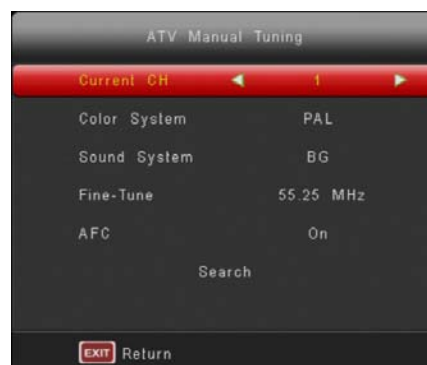 ATV Manual Tuning
Current CH 1
Color System PAL
Sound System BG
Fine-Tune 55.25 MHz
AFC On
Search
EXIT Return